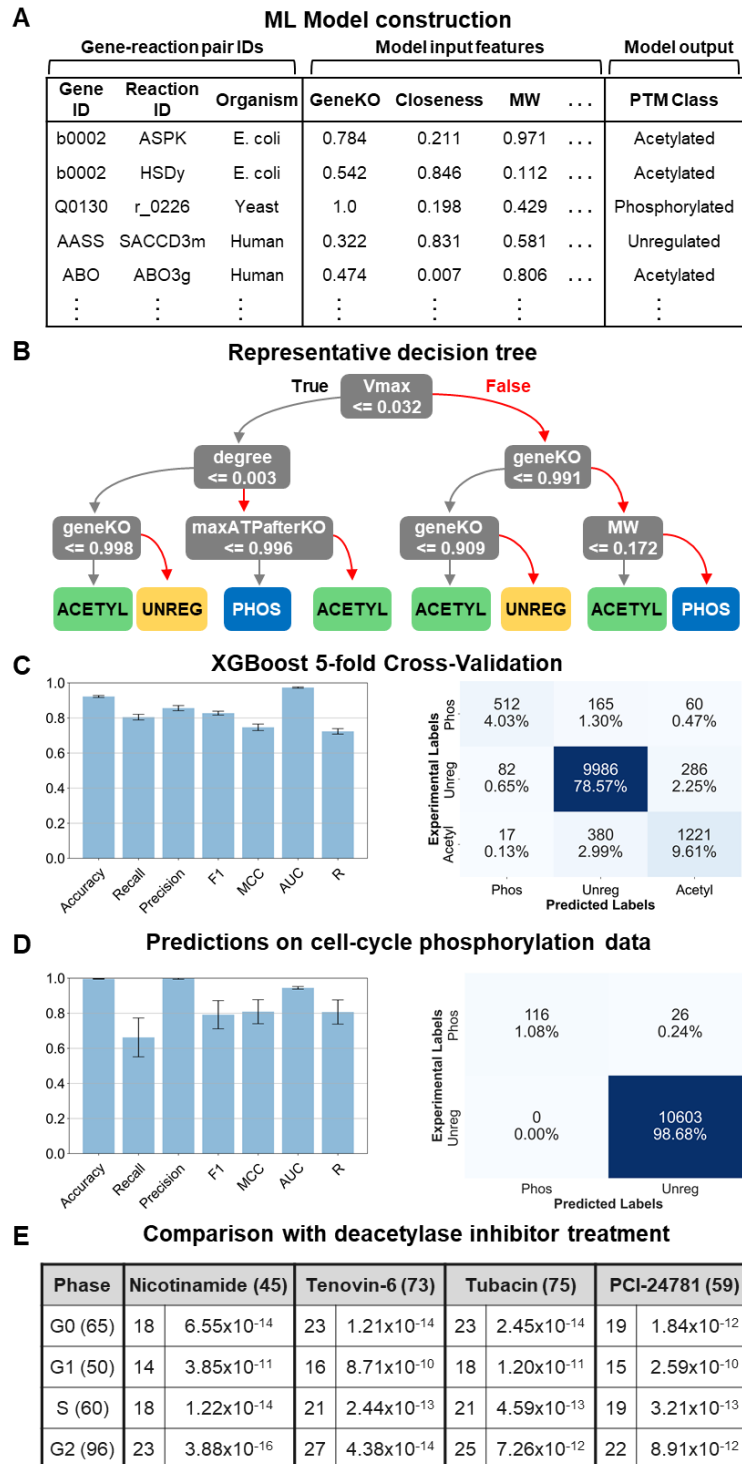 A ML Model construction
Gene-reaction pair IDs Model input features Model output
Gene ID Reaction ID Organism GeneKO Closeness MW . . . PTM Class
b0002 ASPK E. coli 0.784 0.211 0.971 . . . Acetylated
b0002 HSDy E. coli 0.542 0.846 0.112 . . . Acetylated
Q0130 r_0226 Yeast 1.0 0.198 0.429 . . . Phosphorylated
AASS SACCD3m Human 0.322 0.831 0.581 . . . Unregulated
ABO ABO3g Human 0.474 0.007 0.806 . . . Acetylated
B Representative decision tree
True Vmax <= 0.032 False
degree <= 0.003 geneKO <= 0.991
geneKO <= 0.998 maxATPafterKO <= 0.996 geneKO <= 0.909 MW <= 0.172
ACETYL UNREG PHOS ACETYL ACETYL UNREG ACETYL PHOS
C XGBoost 5-fold Cross-Validation
1.0
0.8
0.6
0.4
0.2
0.0
Accuracy Recall Precision F1 MCC AUC R
Experimental Labels
Phos Unreg Acetyl
512 165 60
4.03% 1.30% 0.47%
82 9986 286
0.65% 78.57% 2.25%
17 380 1221
0.13% 2.99% 9.61%
Phos Unreg Acetyl
Predicted Labels
D Predictions on cell-cycle phosphorylation data
1.0
0.8
0.6
0.4
0.2
0.0
Accuracy Recall Precision F1 MCC AUC R
Experimental Labels
Phos Unreg
116 26
1.08% 0.24%
0 10603
0.00% 98.68%
Phos Unreg
Predicted Labels
E Comparison with deacetylase inhibitor treatment
Phase Nicotinamide (45) Tenovin-6 (73) Tubacin (75) PCI-24781 (59)
G0 (65) 18 6.55x10⁻¹⁴ 23 1.21x10⁻¹⁴ 23 2.45x10⁻¹⁴ 19 1.84x10⁻¹²
G1 (50) 14 3.85x10⁻¹¹ 16 8.71x10⁻¹⁰ 18 1.20x10⁻¹¹ 15 2.59x10⁻¹⁰
S (60) 18 1.22x10⁻¹⁴ 21 2.44x10⁻¹³ 21 4.59x10⁻¹³ 19 3.21x10⁻¹³
G2 (96) 23 3.88x10⁻¹⁶ 27 4.38x10⁻¹⁴ 25 7.26x10⁻¹² 22 8.91x10⁻¹²